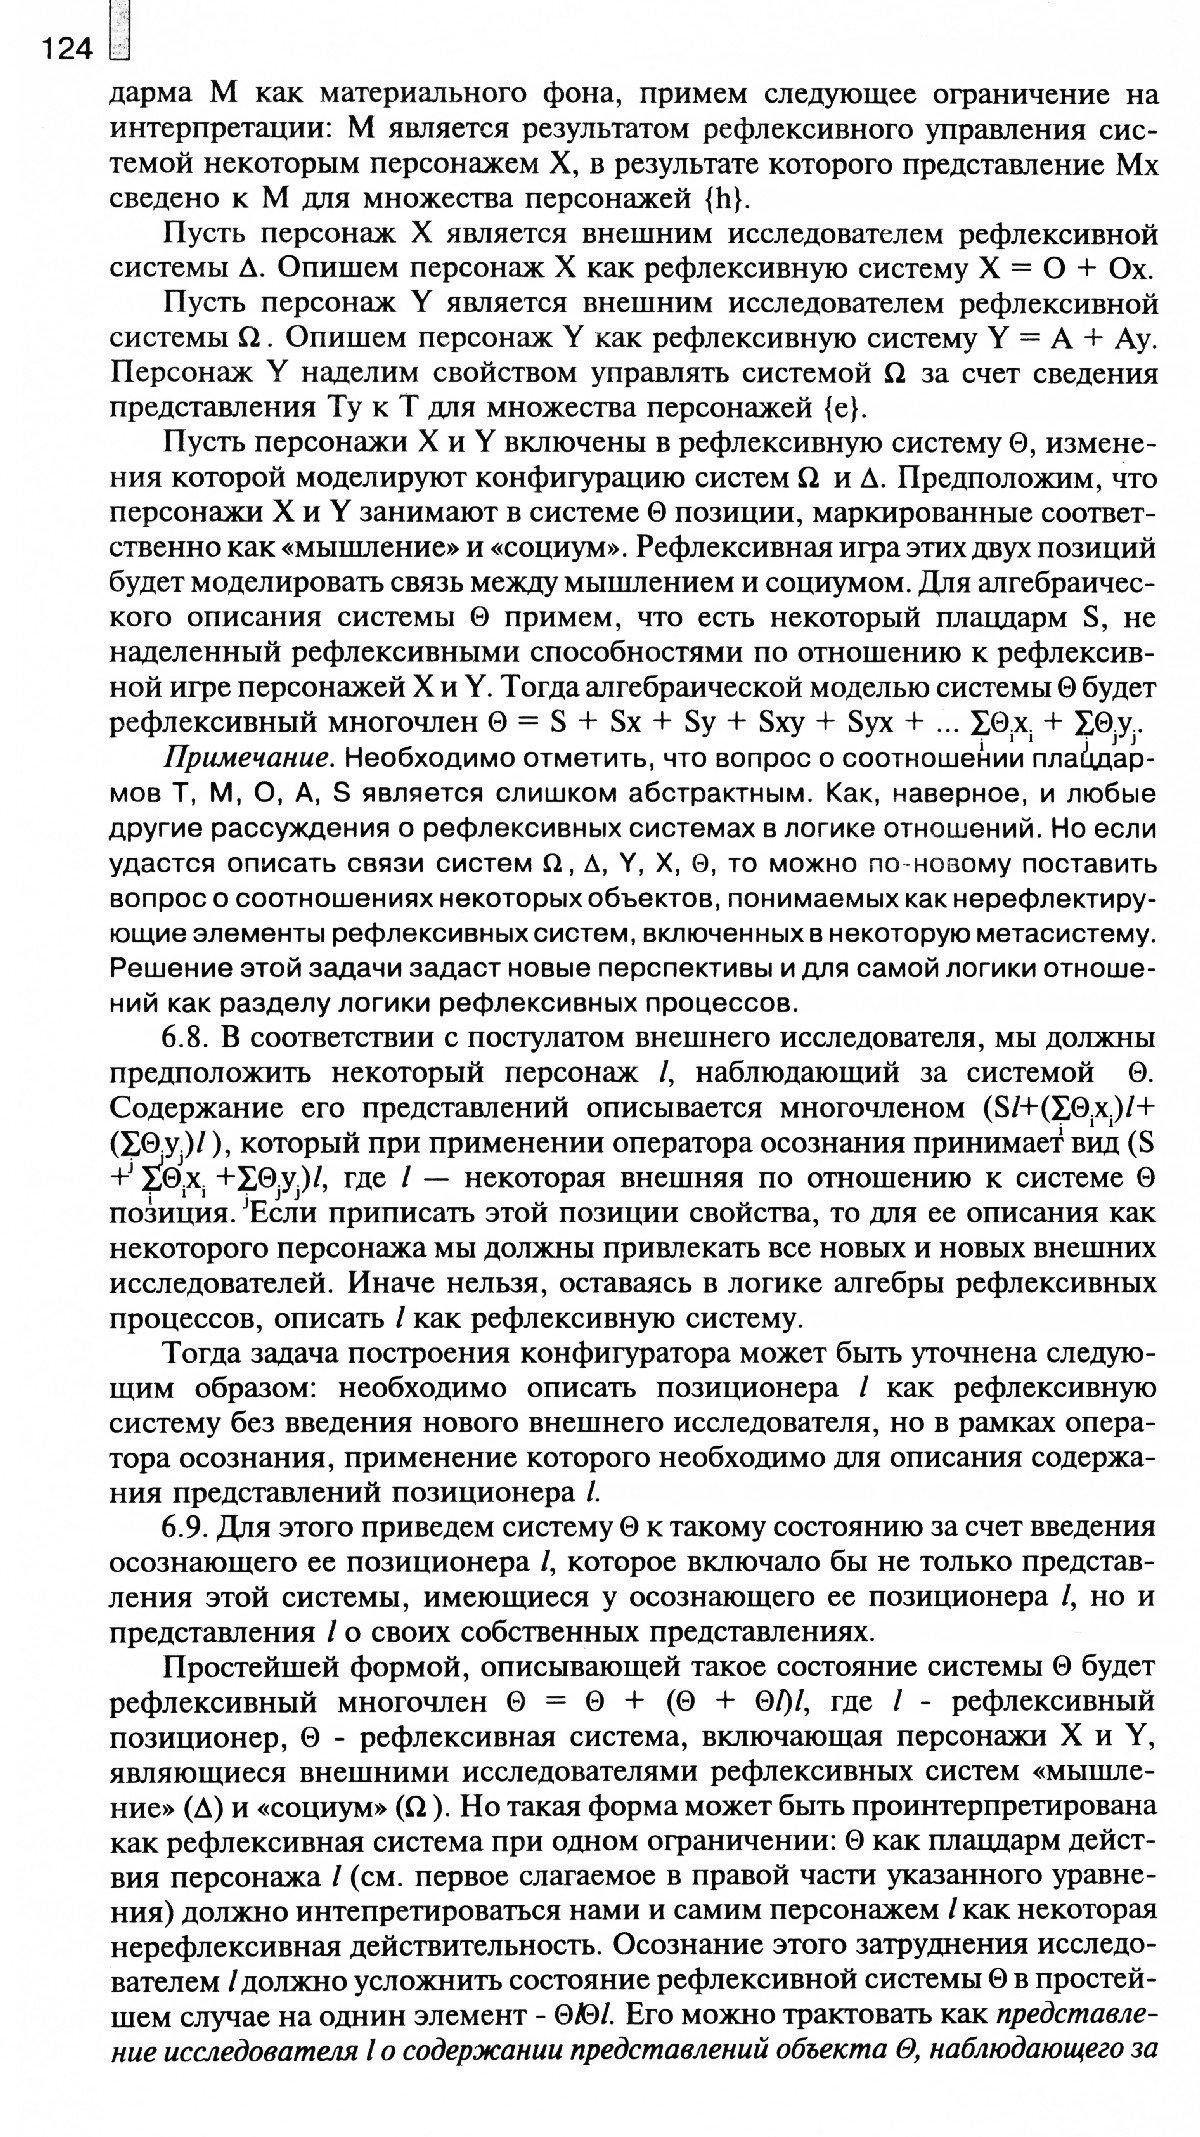 124
дарма М как материального фона, примем следующее ограничение на
интерпретации: М является результатом рефлексивного управления сис-
темой некоторым персонажем X, в результате которого представление Мx
сведено к М для множества персонажей {h}.
Пусть персонаж X является внешним исследователем рефлексивной
системы Δ. Опишем персонаж X как рефлексивную систему X = O + Ox.
Пусть персонаж Y является внешним исследователем рефлексивной
системы Ω . Опишем персонаж Y как рефлексивную систему Y = A + Ay.
Персонаж Y наделим свойством управлять системой Ω за счет сведения
представления Ту к Т для множества персонажей {e}.
Пусть персонажи X и Y включены в рефлексивную систему Θ, измене-
ния которой моделируют конфигурацию систем Ω и Δ. Предположим, что
персонажи X и Y занимают в системе Θ позиции, маркированные соответ-
ственно как «мышление» и «социум». Рефлексивная игра этих двух позиций
будет моделировать связь между мышлением и социумом. Для алгебраичес-
кого описания системы Θ примем, что есть некоторый плацдарм S, не
наделенный рефлексивными способностями по отношению к рефлексив-
ной игре персонажей X и Y. Тогда алгебраической моделью системы Θ будет
рефлексивный многочлен Θ = S + Sx + Sy + Sxy + Syx + ... ∑Θixi + ∑Θjyj.
Примечание. Необходимо отметить, что вопрос о соотношении плацдар-
мов T, M, O, A, S является слишком абстрактным. Как, наверное, и любые
другие рассуждения о рефлексивных системах в логике отношений. Но если
удастся описать связи систем Ω, Δ, Y, X, Θ, то можно по-новому поставить
вопрос о соотношениях некоторых объектов, понимаемых как нерефлектиру-
ющие элементы рефлексивных систем, включенных в некоторую метасистему.
Решение этой задачи задаст новые перспективы и для самой логики отноше-
ний как разделу логики рефлексивных процессов.
6.8. В соответствии с постулатом внешнего исследователя, мы должны
предположить некоторый персонаж l, наблюдающий за системой Θ.
Содержание его представлений описывается многочленом (Sl+(∑Θixi)l+
(∑Θjyj)l ), который при применении оператора осознания принимает вид (S
+ ∑Θixi +∑Θjyj)l, где l — некоторая внешняя по отношению к системе Θ
позиция. Если приписать этой позиции свойства, то для ее описания как
некоторого персонажа мы должны привлекать все новых и новых внешних
исследователей. Иначе нельзя, оставаясь в логике алгебры рефлексивных
процессов, описать l как рефлексивную систему.
Тогда задача построения конфигуратора может быть уточнена следую-
щим образом: необходимо описать позиционера l как рефлексивную
систему без введения нового внешнего исследователя, но в рамках опера-
тора осознания, применение которого необходимо для описания содержа-
ния представлений позиционера l.
6.9. Для этого приведем систему Θ к такому состоянию за счет введения
осознающего ее позиционера l, которое включало бы не только представ-
ления этой системы, имеющиеся у осознающего ее позиционера l, но и
представления l о своих собственных представлениях.
Простейшей формой, описывающей такое состояние системы Θ будет
рефлексивный многочлен Θ = Θ + (Θ + Θl)l, где l - рефлексивный
позиционер, Θ - рефлексивная система, включающая персонажи X и Y,
являющиеся внешними исследователями рефлексивных систем «мышле-
ние» (Δ) и «социум» (Ω ). Но такая форма может быть проинтерпретирована
как рефлексивная система при одном ограничении: Θ как плацдарм дейст-
вия персонажа l (см. первое слагаемое в правой части указанного уравне-
ния) должно интепретироваться нами и самим персонажем l как некоторая
нерефлексивная действительность. Осознание этого затруднения исследо-
вателем l должно усложнить состояние рефлексивной системы Θ в простей-
шем случае на однин элемент - ΘlΘl. Его можно трактовать как представле-
ние исследователя l о содержании представлений объекта Θ, наблюдающего за